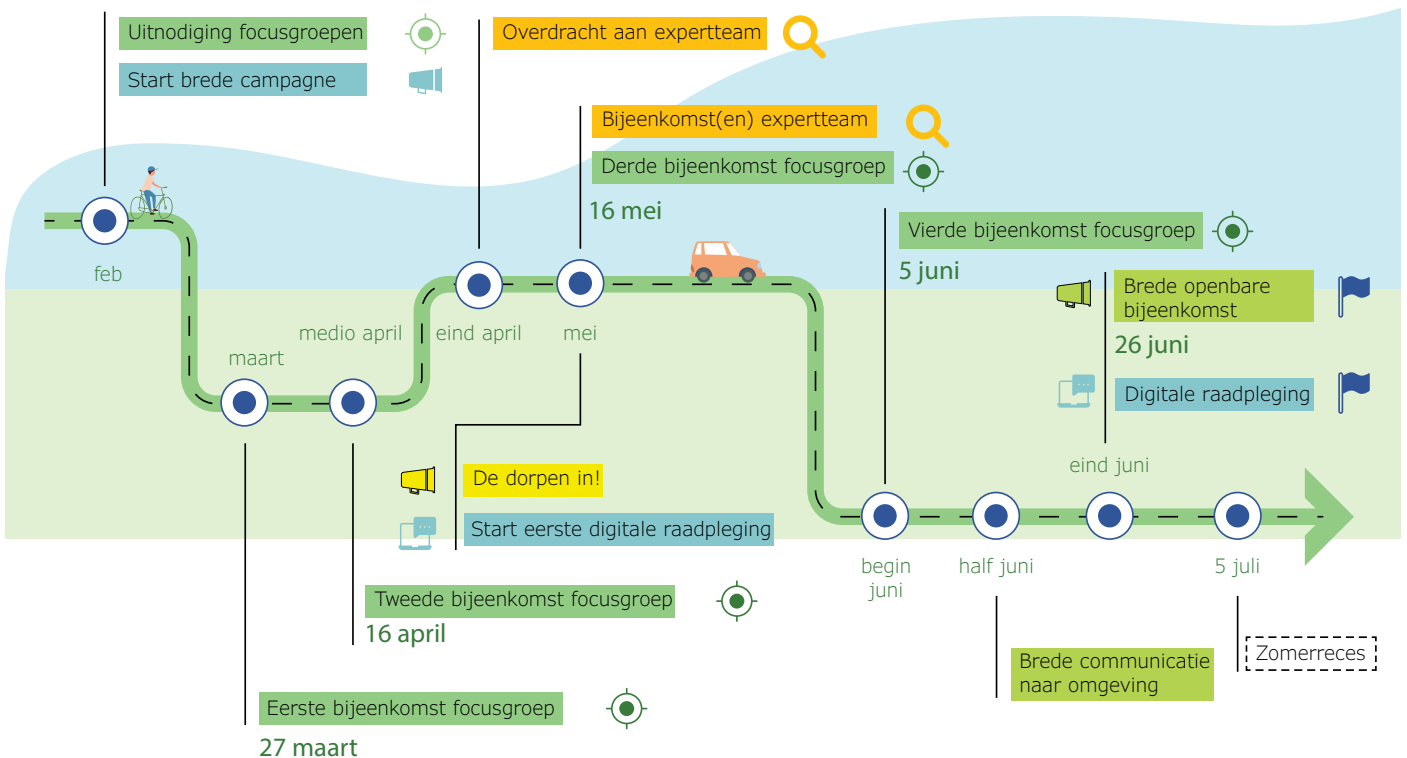 Uitnodiging focusgroepen
Start brede campagne
feb
Overdracht aan expertteam
Bijeenkomst(en) expertteam
Derde bijeenkomst focusgroep
16 mei
Vierde bijeenkomst focusgroep
5 juni
Brede openbare
bijeenkomst
26 juni
Digitale raadpleging
maart
medio april
eind april
mei
eind juni
De dorpen in!
Start eerste digitale raadpleging
begin
juni
half juni
5 juli
Tweede bijeenkomst focusgroep
16 april
Brede communicatie
naar omgeving
Zomerreces
Eerste bijeenkomst focusgroep
27 maart